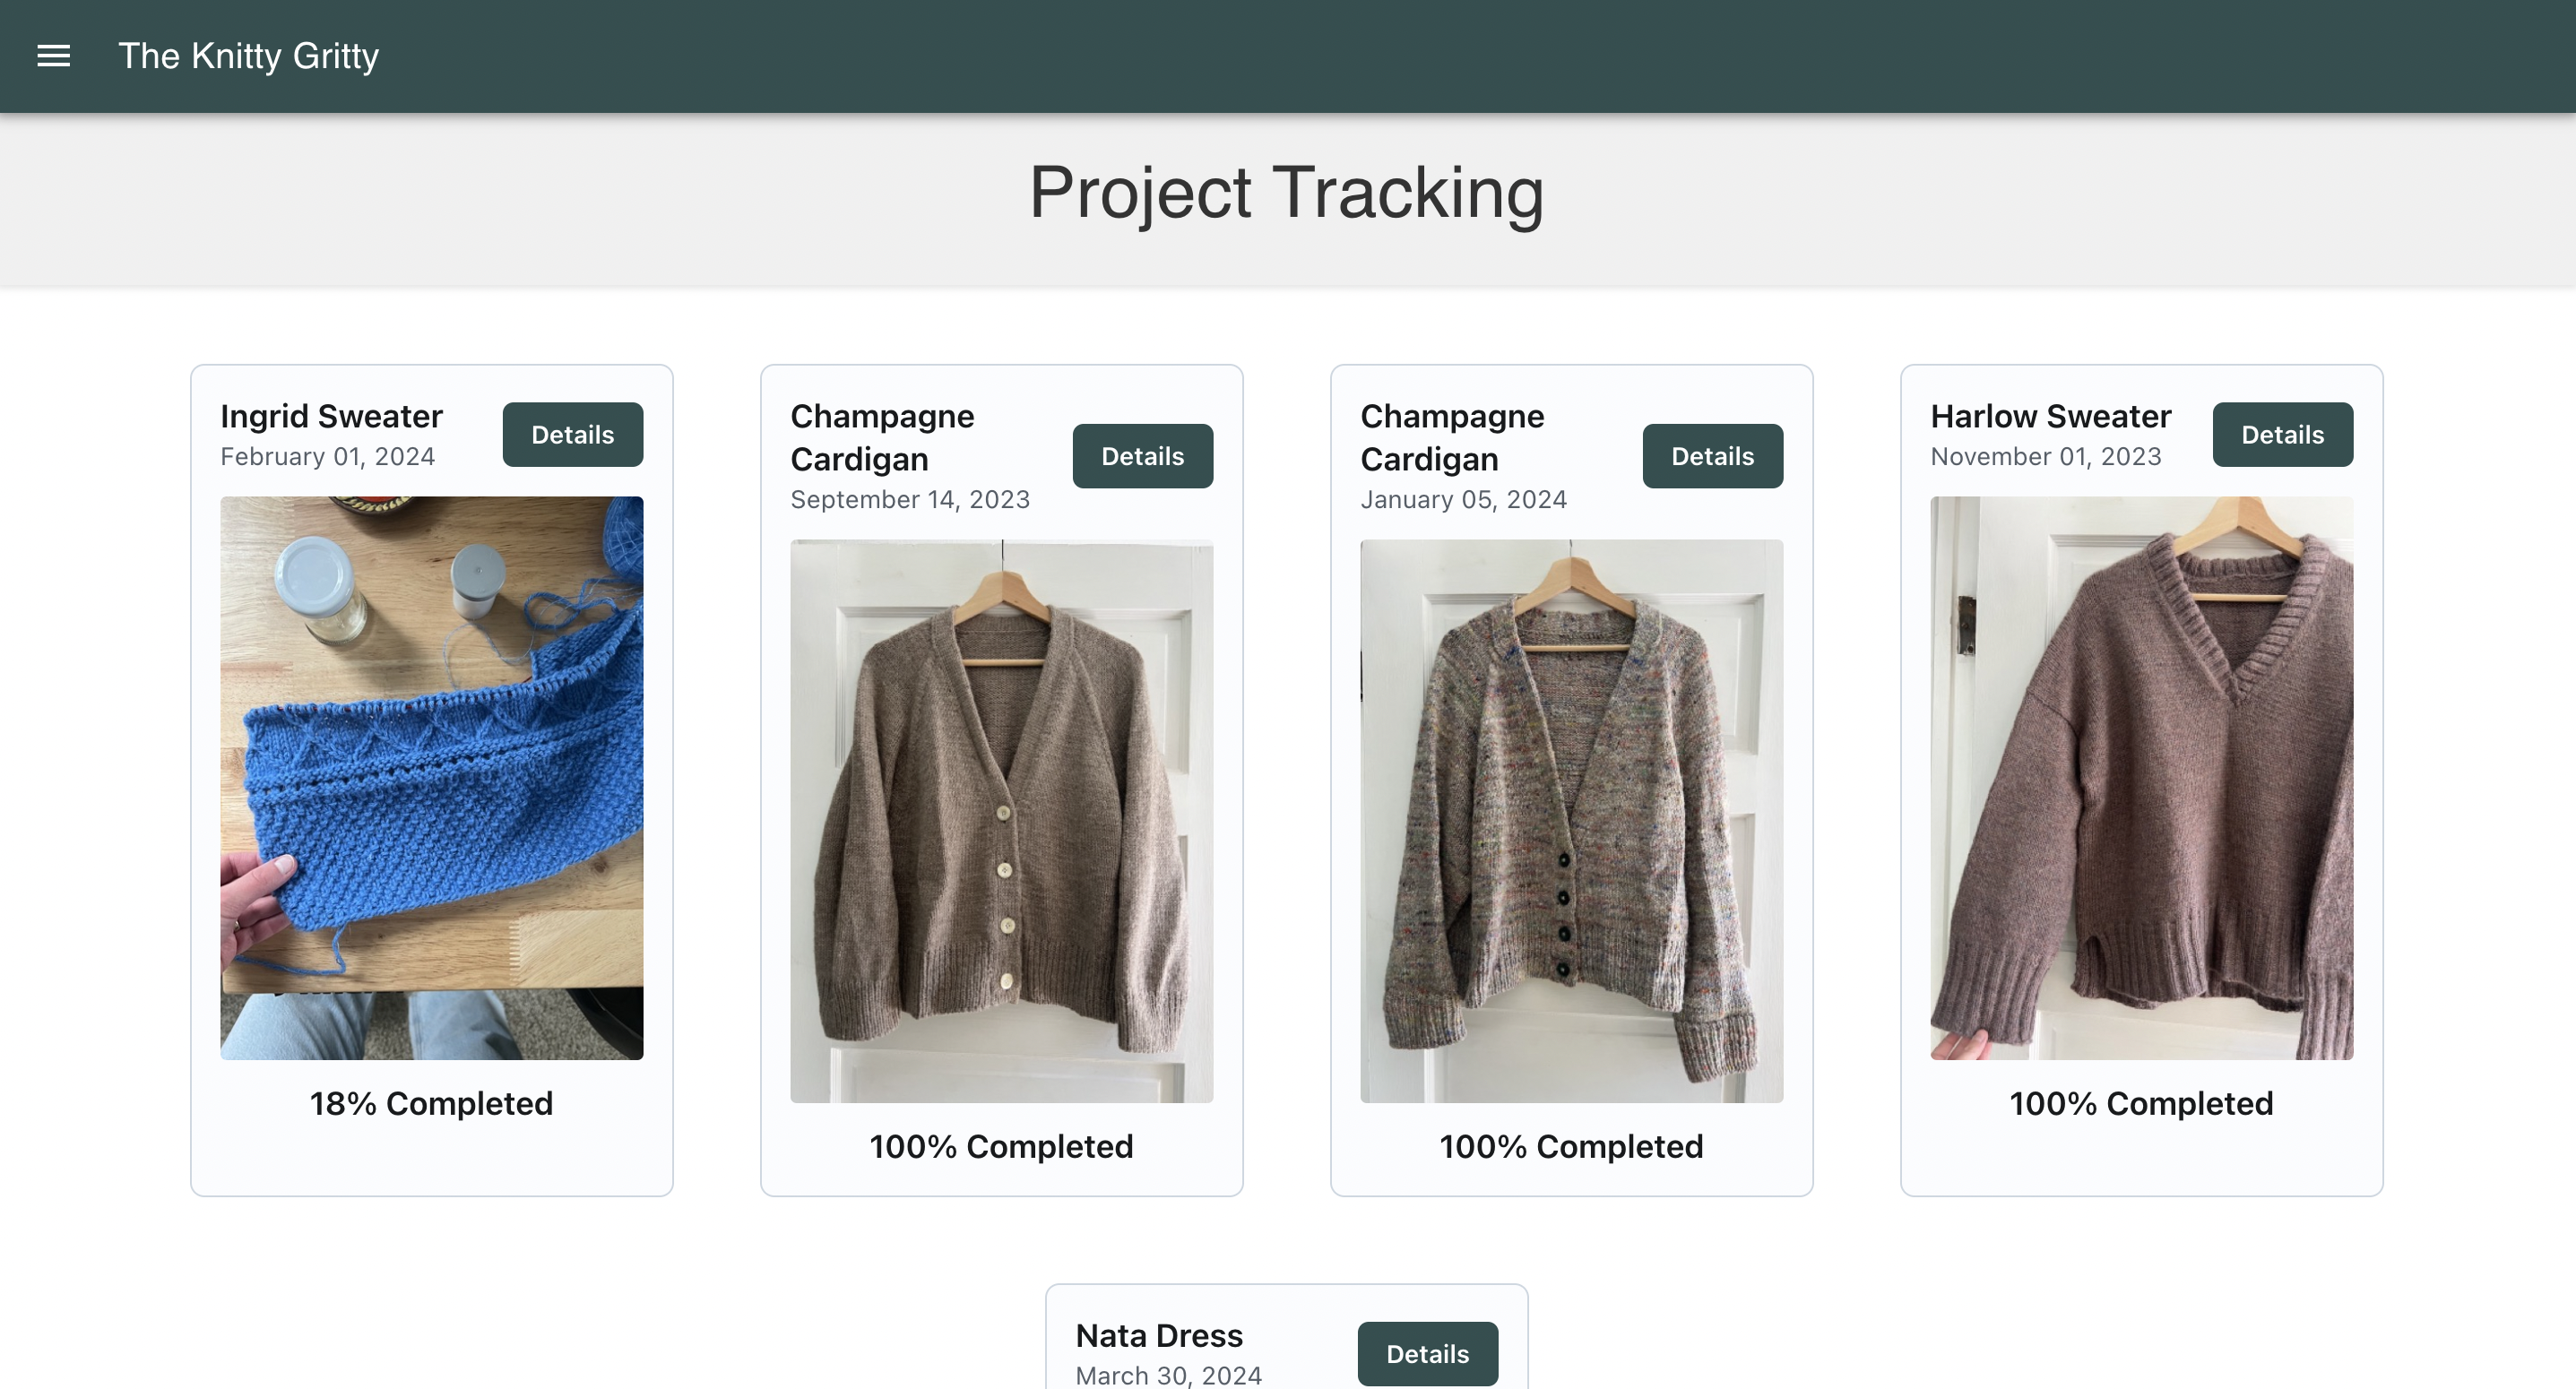 The Knitty Gritty
Project Tracking
Ingrid Sweater
February 01, 2024
Details
18% Completed
Champagne
Cardigan
September 14, 2023
Details
100% Completed
Champagne
Cardigan
January 05, 2024
Details
100% Completed
Harlow Sweater
November 01, 2023
Details
100% Completed
Nata Dress
March 30, 2024
Details